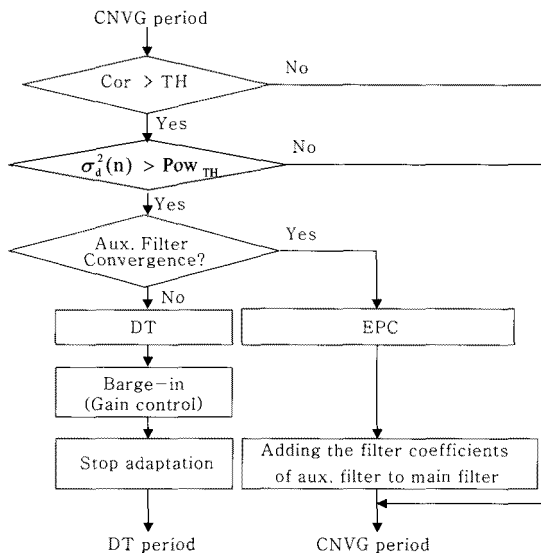 CNVG period
Cor > TH
No
Yes
σ_d^2(n) > Pow_TH
No
Yes
Aux. Filter
Convergence?
Yes
No
DT
EPC
Barge-in
(Gain control)
Stop adaptation
Adding the filter coefficients
of aux. filter to main filter
DT period
CNVG period